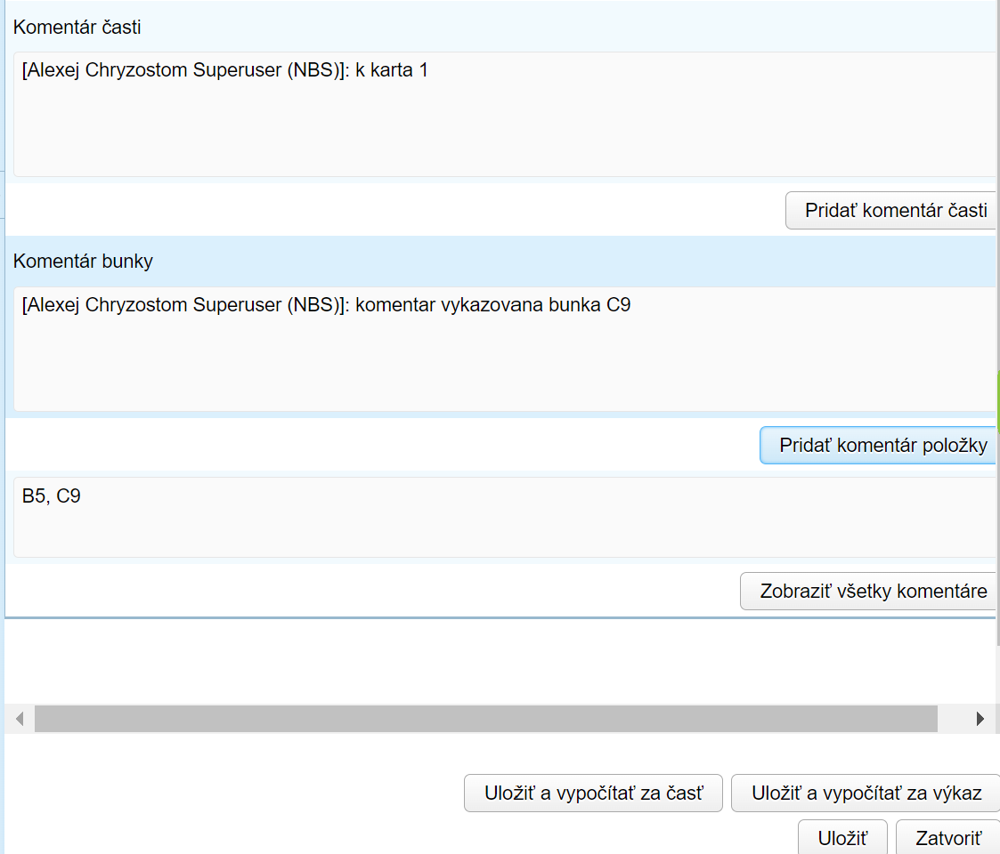 Komentár časti
[Alexej Chryzostom Superuser (NBS)]: k karta 1
Pridať komentár časti
Komentár bunky
[Alexej Chryzostom Superuser (NBS)]: komentar vykazovana bunka C9
Pridať komentár položky
B5, C9
Zobraziť všetky komentáre
Uložiť a vypočítať za časť Uložiť a vypočítať za výkaz
Uložiť Zatvoriť